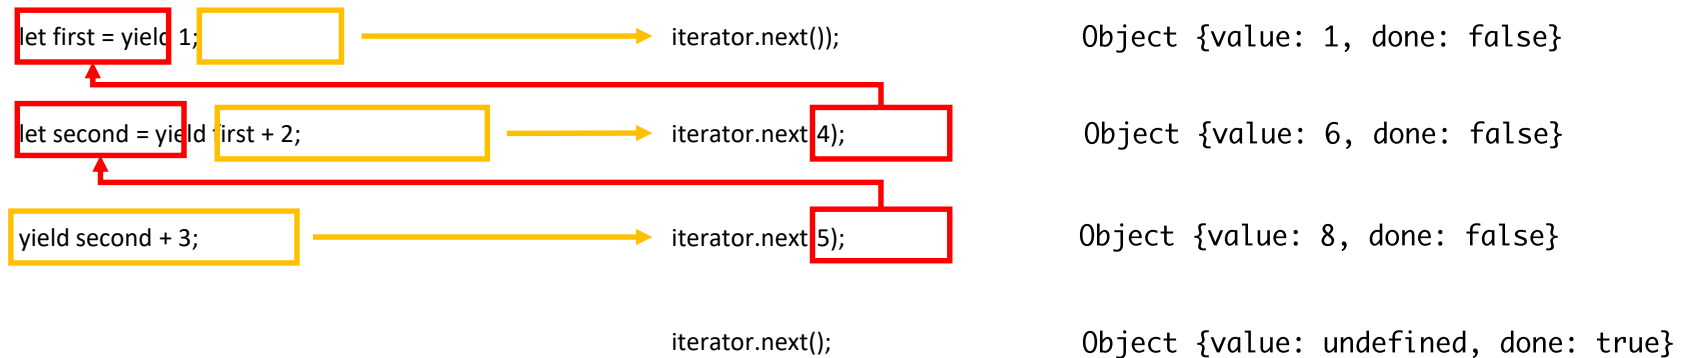 let first = yield 1; iterator.next()); Object {value: 1, done: false}
let second = yield first + 2; iterator.next(4); Object {value: 6, done: false}
yield second + 3; iterator.next(5); Object {value: 8, done: false}
iterator.next(); Object {value: undefined, done: true}